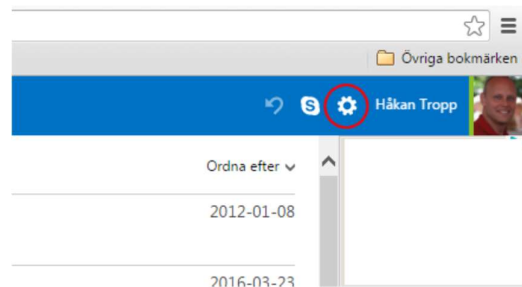 Övriga bokmärken
Håkan Tropp
Ordna efter
2012-01-08
2016-03-23